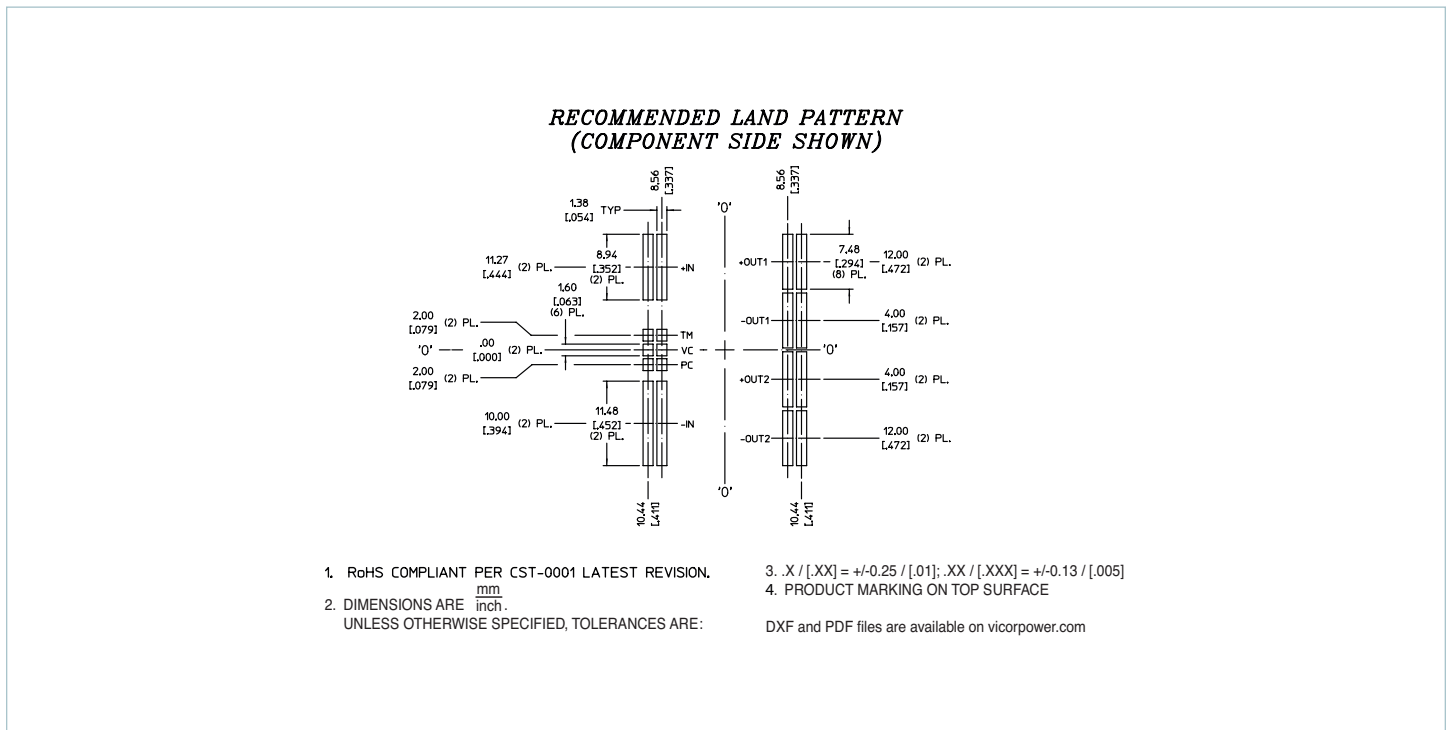 RECOMMENDED LAND PATTERN
(COMPONENT SIDE SHOWN)
8.56
[.337]
8.56
[.337]
1.38
[.054]
TYP
'0'
11.27
[.444]
(2) PL.
8.94
[.352]
(2) PL.
+IN
+OUT1
7.48
[.294]
(8) PL.
12.00
[.472]
(2) PL.
1.60
[.063]
(6) PL.
2.00
[.079]
(2) PL.
TM
-OUT1
4.00
[.157]
(2) PL.
'0'
.00
[.000]
(2) PL.
VC
'0'
2.00
[.079]
(2) PL.
PC
+OUT2
4.00
[.157]
(2) PL.
10.00
[.394]
(2) PL.
11.48
[.452]
(2) PL.
-IN
-OUT2
12.00
[.472]
(2) PL.
'0'
10.44
[.411]
10.44
[.411]
1. RoHS COMPLIANT PER CST-0001 LATEST REVISION.
2. DIMENSIONS ARE mm
inch.
UNLESS OTHERWISE SPECIFIED, TOLERANCES ARE:
3. .X / [.XX] = +/-0.25 / [.01]; .XX / [.XXX] = +/-0.13 / [.005]
4. PRODUCT MARKING ON TOP SURFACE
DXF and PDF files are available on vicorpower.com